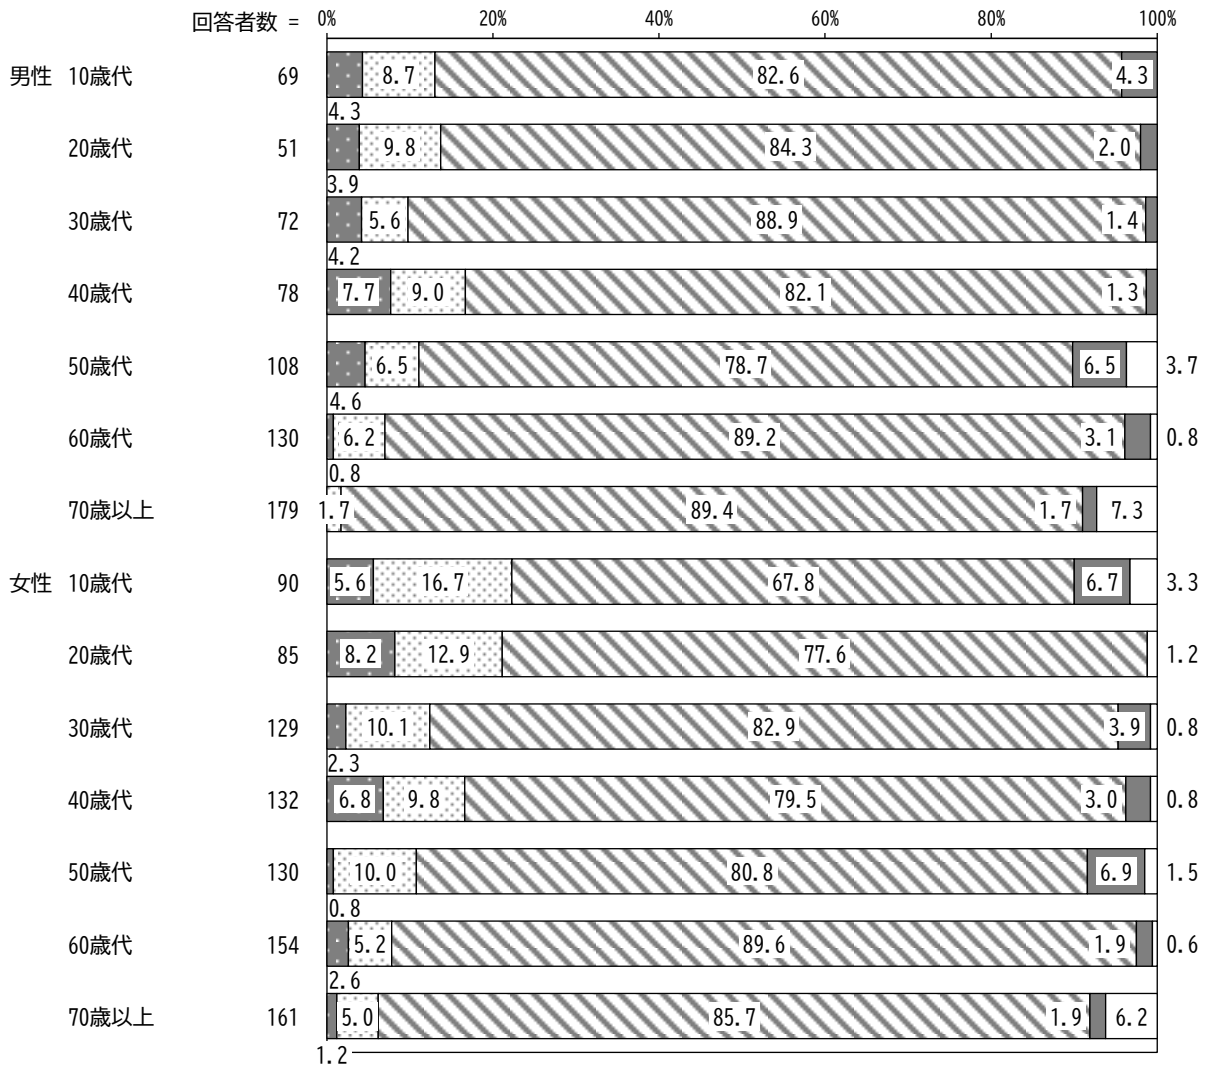 回答者数 = 0% 20% 40% 60% 80% 100%
男性 10歳代 69 8.7 82.6 4.3
4.3
20歳代 51 9.8 84.3 2.0
3.9
30歳代 72 5.6 88.9 1.4
4.2
40歳代 78 7.7 9.0 82.1 1.3
50歳代 108 6.5 78.7 6.5 3.7
4.6
60歳代 130 6.2 89.2 3.1 0.8
0.8
70歳以上 179 1.7 89.4 1.7 7.3
女性 10歳代 90 5.6 16.7 67.8 6.7 3.3
20歳代 85 8.2 12.9 77.6 1.2
30歳代 129 10.1 82.9 3.9 0.8
2.3
40歳代 132 6.8 9.8 79.5 3.0 0.8
50歳代 130 10.0 80.8 6.9 1.5
0.8
60歳代 154 5.2 89.6 1.9 0.6
2.6
70歳以上 161 5.0 85.7 1.9 6.2
1.2